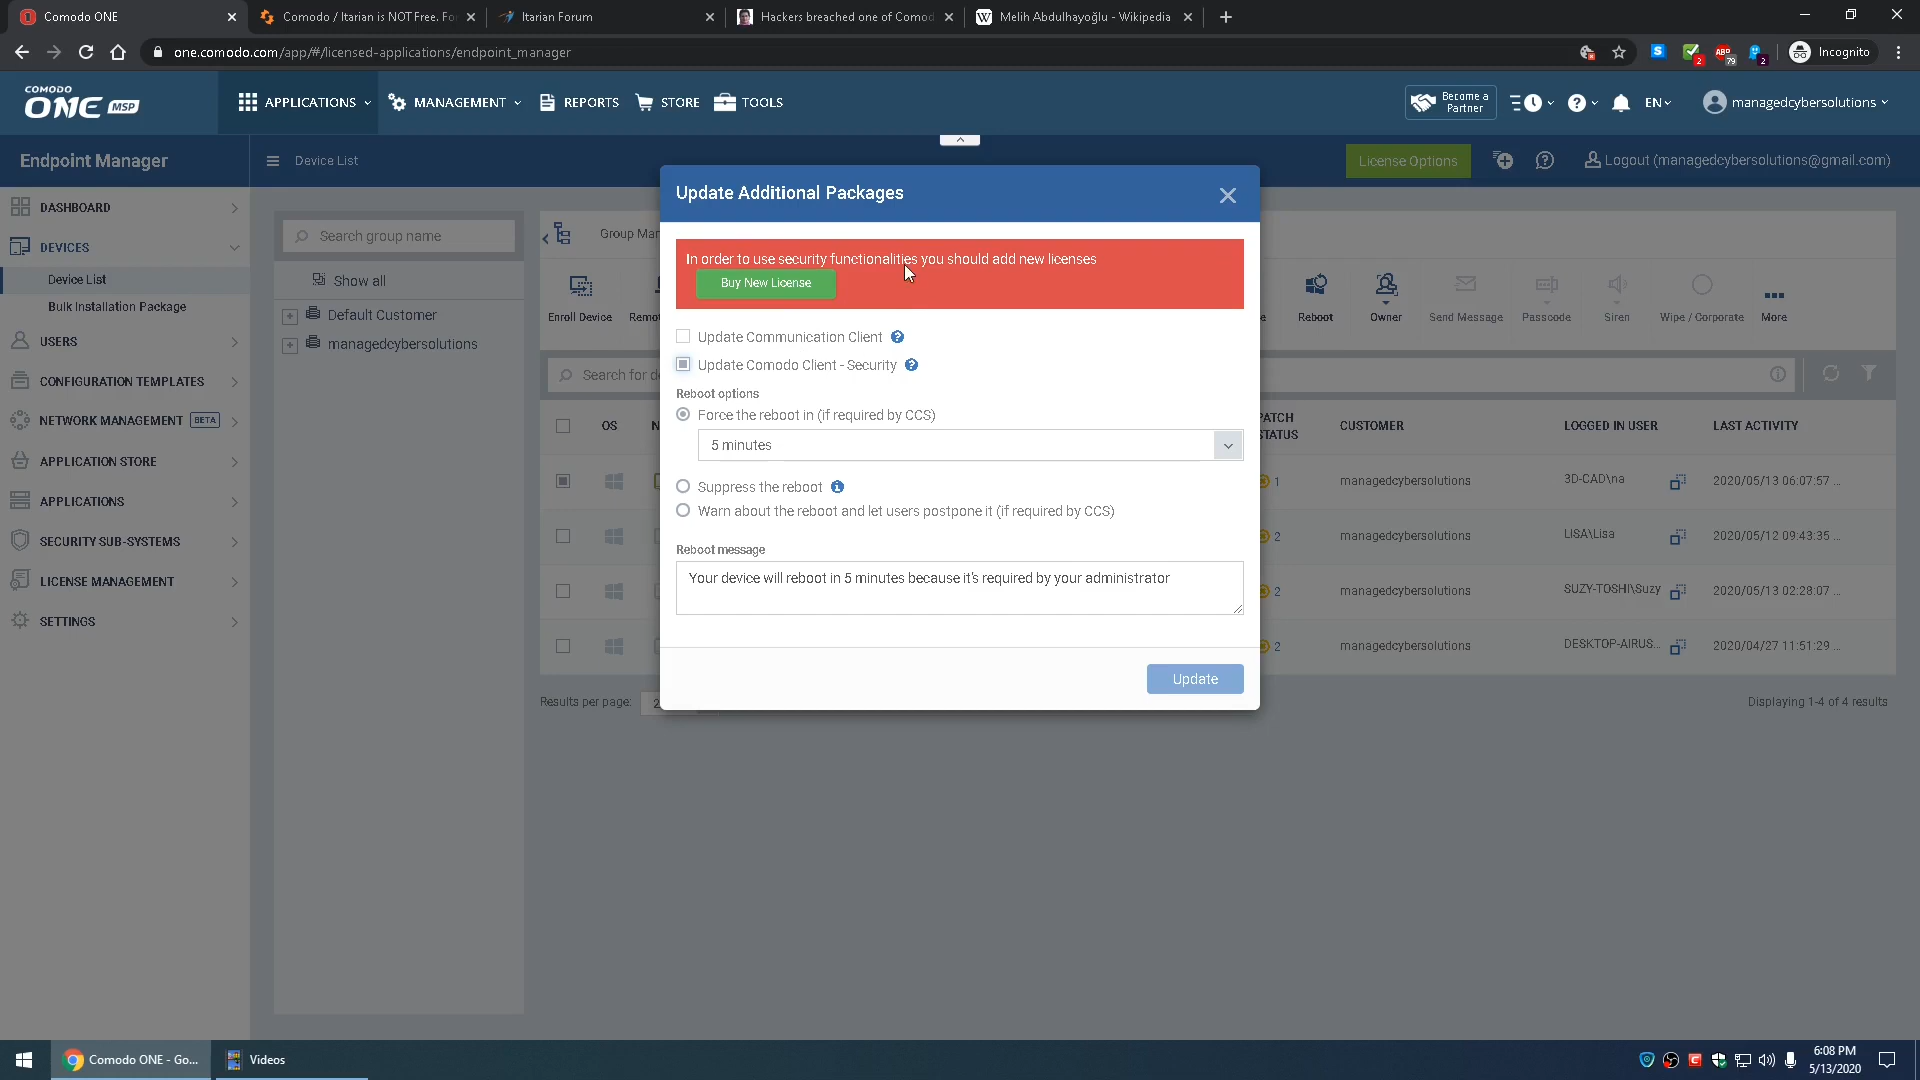 Comodo ONE
Comodo / Itarian is NOT Free. For
Itarian Forum
Hackers breached one of Comod
Melih Abdulhayoğlu - Wikipedia
one.comodo.com/app/#/licensed-applications/endpoint_manager
S
2
ABP
79
2
Incognito
COMODO
ONE MSP
APPLICATIONS
MANAGEMENT
REPORTS
STORE
TOOLS
Become a
Partner
EN
managedcybersolutions
Endpoint Manager
Device List
License Options
Logout (managedcybersolutions@gmail.com)
DASHBOARD
DEVICES
Device List
Bulk Installation Package
USERS
CONFIGURATION TEMPLATES
NETWORK MANAGEMENT BETA
APPLICATION STORE
APPLICATIONS
SECURITY SUB-SYSTEMS
LICENSE MANAGEMENT
SETTINGS
Search group name
Show all
Default Customer
managedcybersolutions
Enroll Device
Reboot
Owner
Send Message
Passcode
Siren
Wipe / Corporate
More
OS
STATUS
CUSTOMER
LOGGED IN USER
LAST ACTIVITY
1
managedcybersolutions
3D-CAD\na
2020/05/13 06:07:57 ...
2
managedcybersolutions
LISA\Lisa
2020/05/12 09:43:35 ...
2
managedcybersolutions
SUZY-TOSHI\Suzy
2020/05/13 02:28:07 ...
2
managedcybersolutions
DESKTOP-AIRUS...
2020/04/27 11:51:29 ...
Results per page:
Displaying 1-4 of 4 results
Update Additional Packages
In order to use security functionalities you should add new licenses
Buy New License
Update Communication Client
Update Comodo Client - Security
Reboot options
Force the reboot in (if required by CCS)
5 minutes
Suppress the reboot
Warn about the reboot and let users postpone it (if required by CCS)
Reboot message
Your device will reboot in 5 minutes because it's required by your administrator
Update
Comodo ONE - Go...
Videos
6:08 PM
5/13/2020